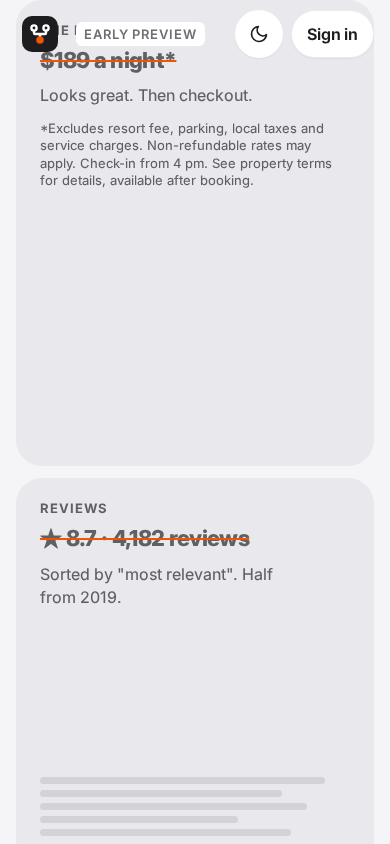 EARLY PREVIEW
Sign in
$189 a night*
Looks great. Then checkout.
*Excludes resort fee, parking, local taxes and
service charges. Non-refundable rates may
apply. Check-in from 4 pm. See property terms
for details, available after booking.
REVIEWS
★ 8.7 · 4,182 reviews
Sorted by "most relevant". Half
from 2019.